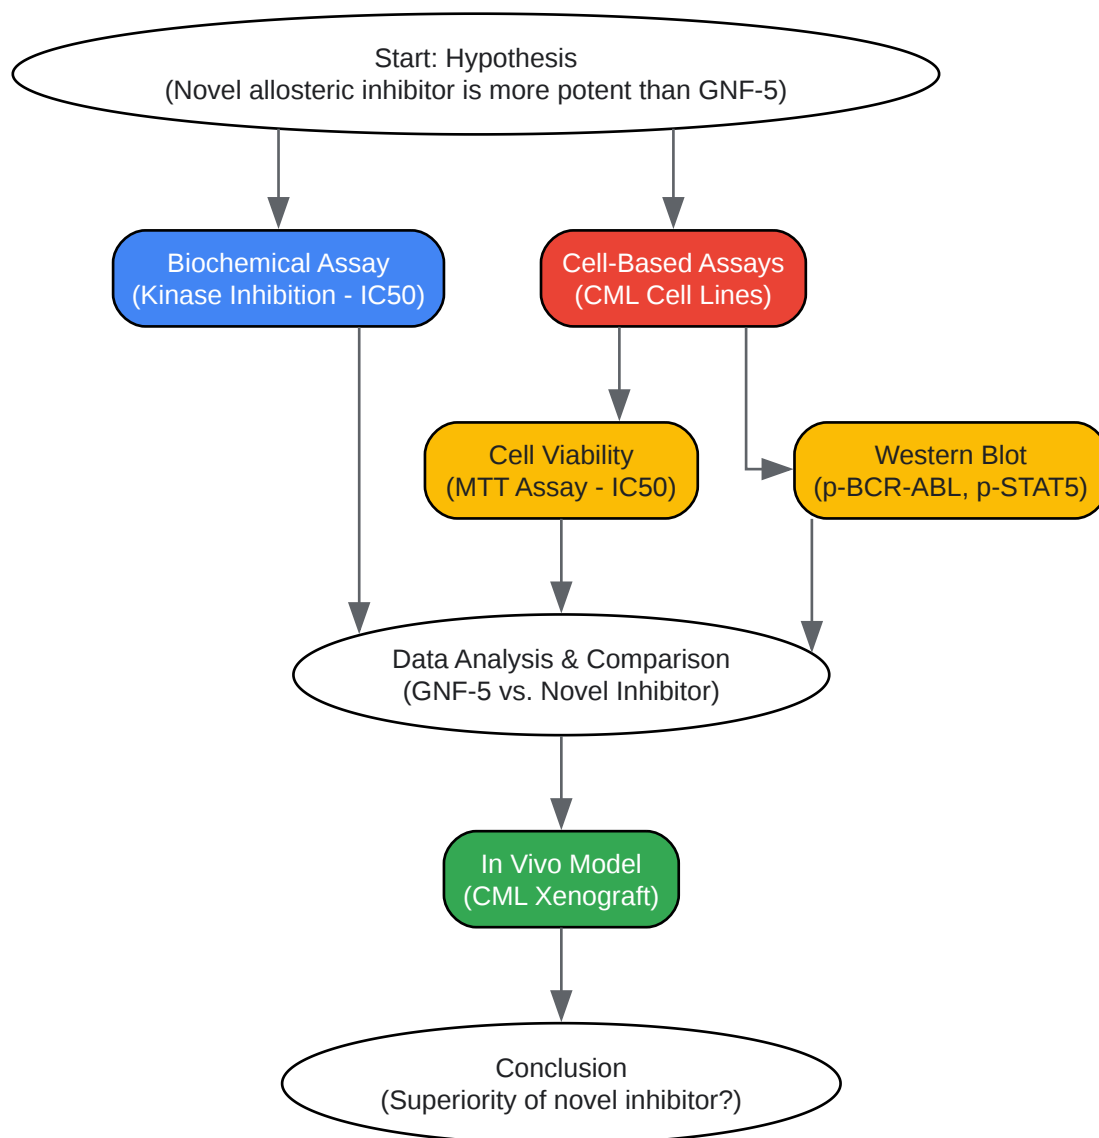 Start: Hypothesis
(Novel allosteric inhibitor is more potent than GNF-5)
Biochemical Assay
(Kinase Inhibition - IC50)
Cell-Based Assays
(CML Cell Lines)
Cell Viability
(MTT Assay - IC50)
Western Blot
(p-BCR-ABL, p-STAT5)
Data Analysis & Comparison
(GNF-5 vs. Novel Inhibitor)
In Vivo Model
(CML Xenograft)
Conclusion
(Superiority of novel inhibitor?)